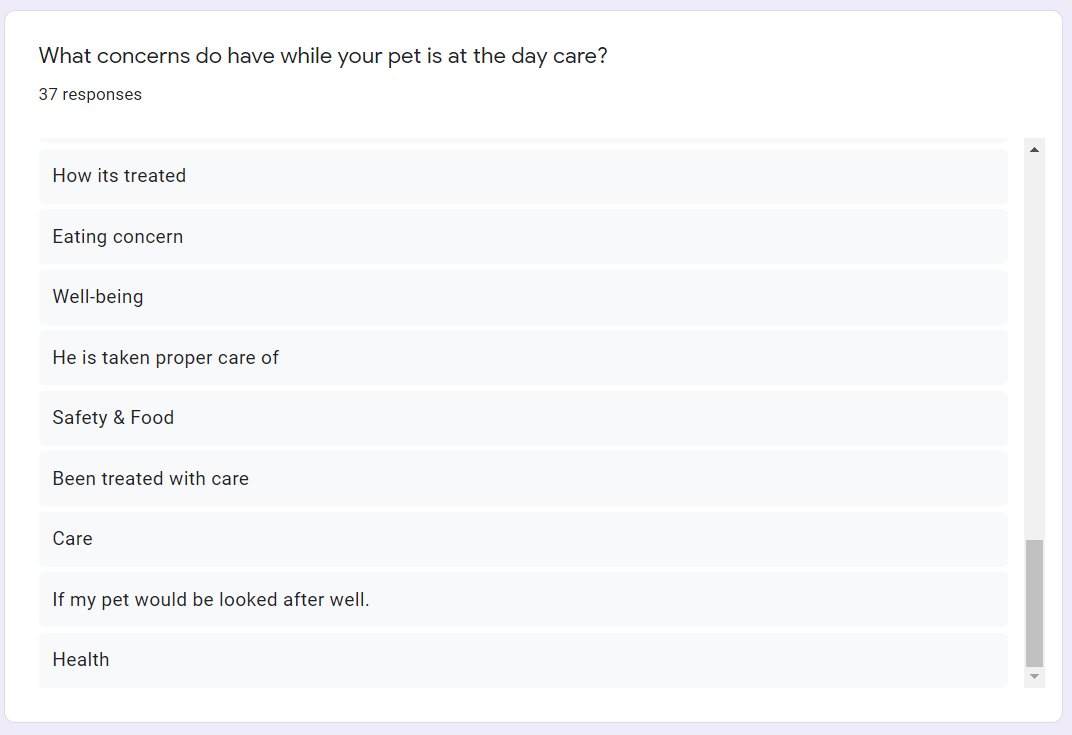 What concerns do have while your pet is at the day care?
37 responses
How its treated
Eating concern
Well-being
He is taken proper care of
Safety & Food
Been treated with care
Care
If my pet would be looked after well.
Health